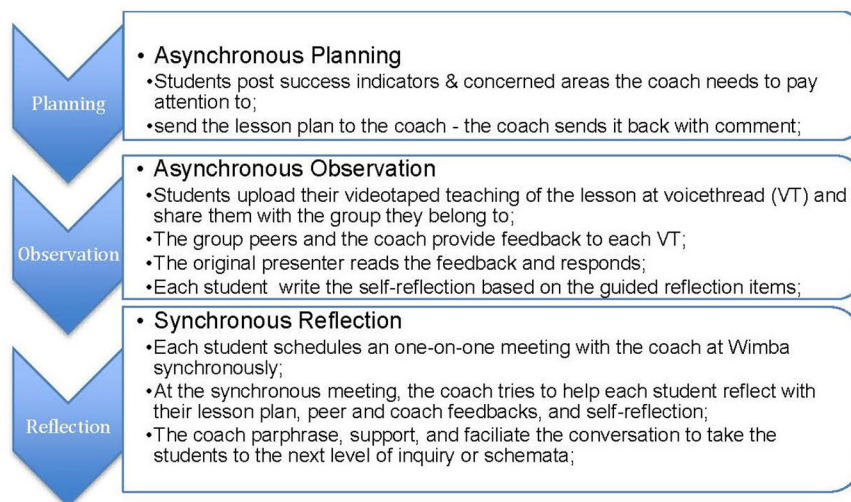 Planning
• Asynchronous Planning
•Students post success indicators & concerned areas the coach needs to pay
attention to;
•send the lesson plan to the coach - the coach sends it back with comment;
Observation
• Asynchronous Observation
•Students upload their videotaped teaching of the lesson at voicethread (VT) and
share them with the group they belong to;
•The group peers and the coach provide feedback to each VT;
•The original presenter reads the feedback and responds;
•Each student write the self-reflection based on the guided reflection items;
Reflection
• Synchronous Reflection
•Each student schedules an one-on-one meeting with the coach at Wimba
synchronously;
•At the synchronous meeting, the coach tries to help each student reflect with
their lesson plan, peer and coach feedbacks, and self-reflection;
•The coach parphrase, support, and faciliate the conversation to take the
students to the next level of inquiry or schemata;